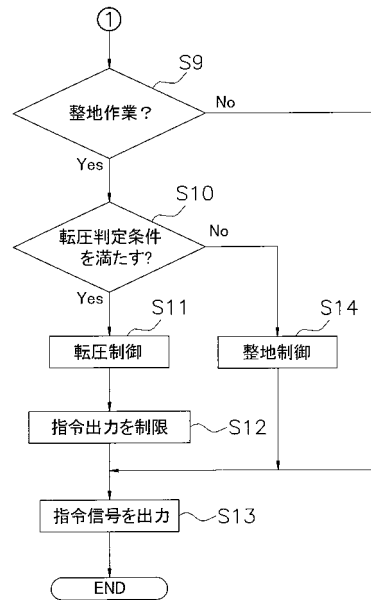 1
S9
整地作業？
No
Yes
S10
転圧判定条件
を満たす?
No
Yes
S11
転圧制御
S14
整地制御
指令出力を制限
S12
指令信号を出力
S13
END